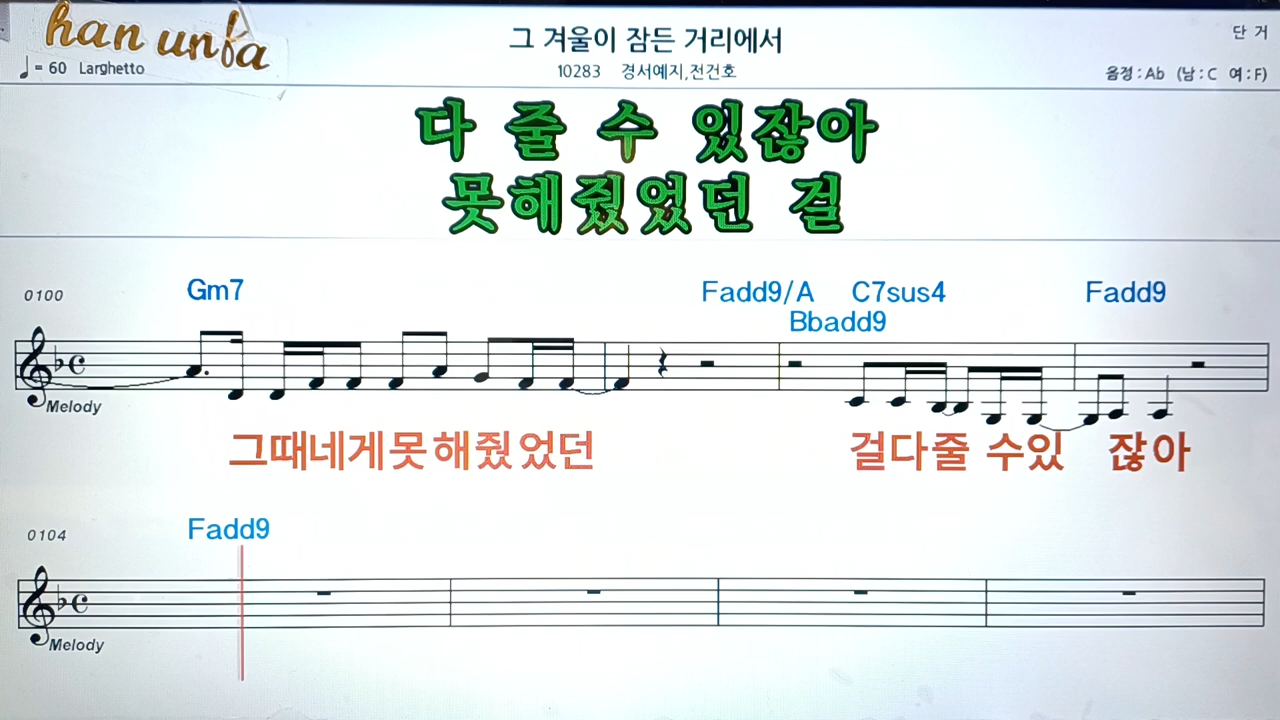 han unfa
그 겨울이 잠든 거리에서
단 거
♩= 60 Larghetto
10283 경서예지,전건호
음정 : Ab (남 : C 여 : F)
다 줄 수 있잖아
못해줬었던 걸
0100
Gm7
Fadd9/A C7sus4 Fadd9
Bbadd9
Melody
그때네게못해줬었던 걸다줄 수있 잖아
0104
Fadd9
Melody